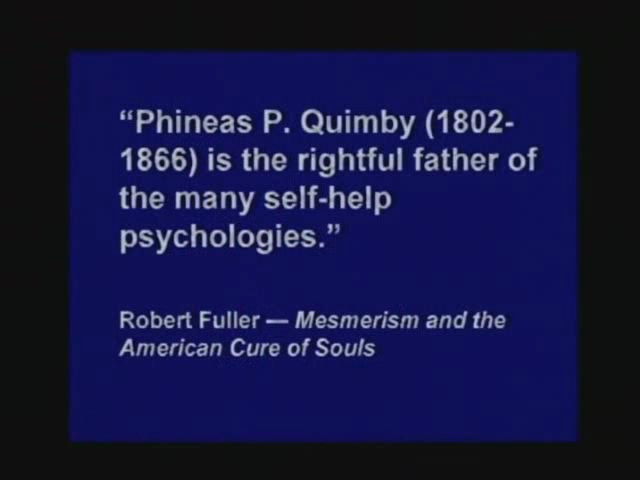 “Phineas P. Quimby (1802-
1866) is the rightful father of
the many self-help
psychologies.”
Robert Fuller — Mesmerism and the
American Cure of Souls